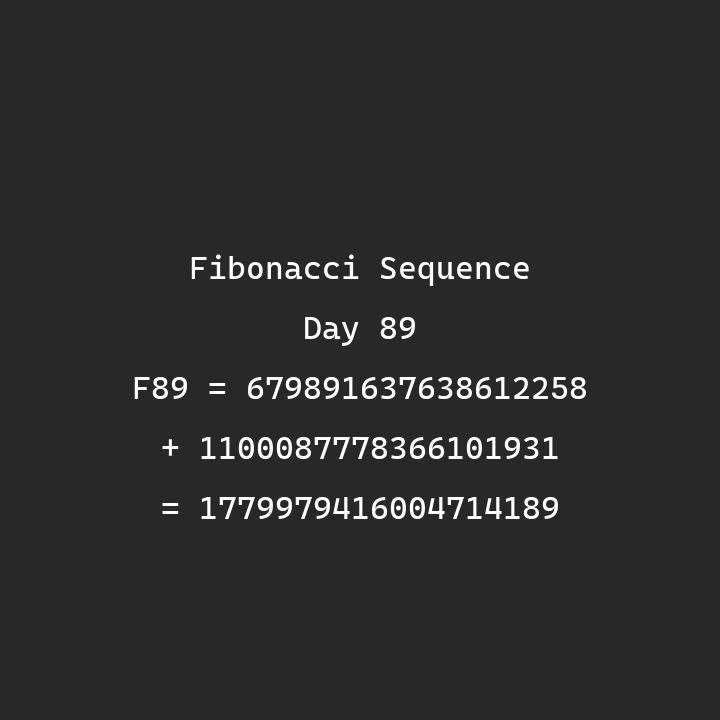 Fibonacci Sequence
Day 89
F89 = 679891637638612258
+ 1100087778366101931
= 1779979416004714189